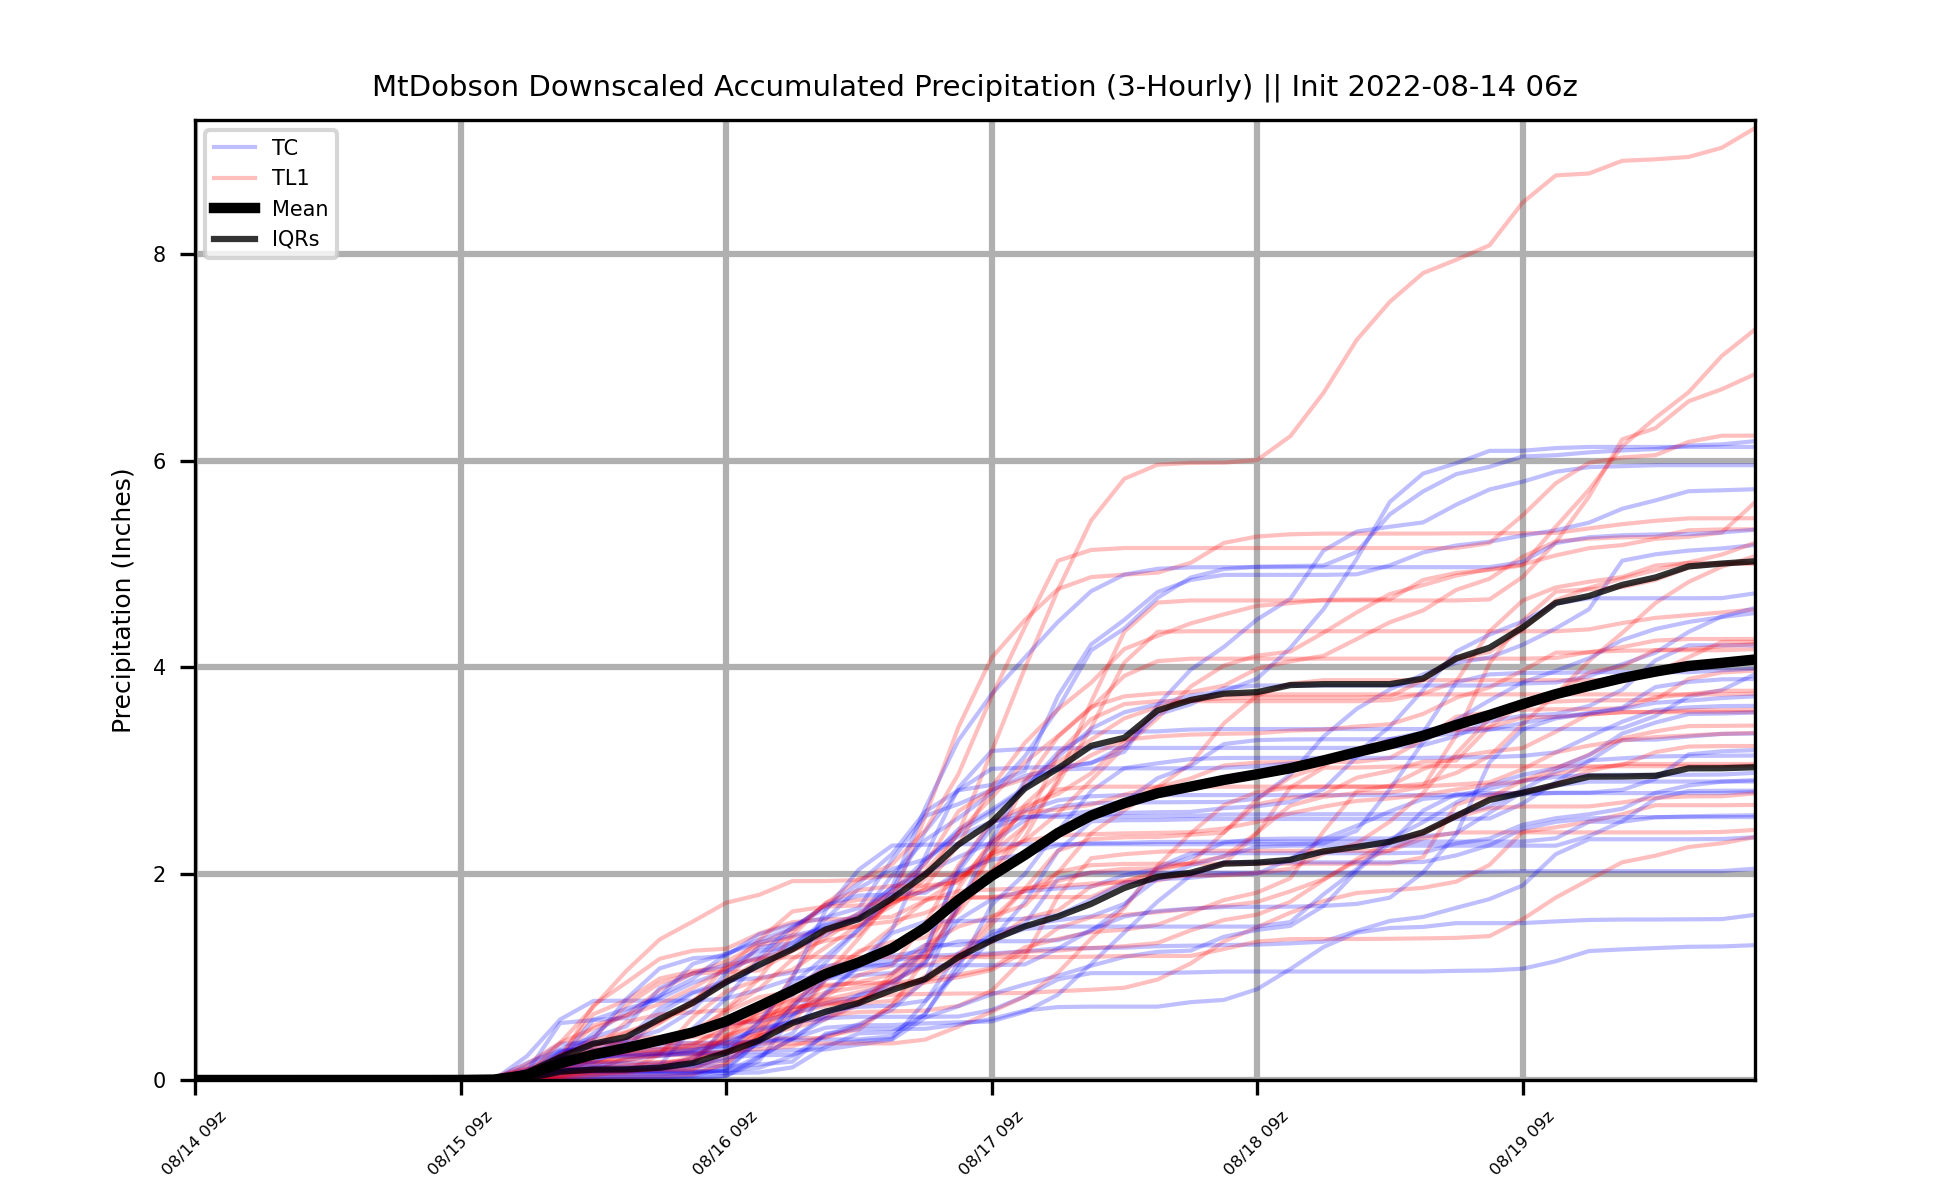 MtDobson Downscaled Accumulated Precipitation (3-Hourly) || Init 2022-08-14 06z
TC
TL1
Mean
IQRs
Precipitation (Inches)
8
6
4
2
0
08/14 09z
08/15 09z
08/16 09z
08/17 09z
08/18 09z
08/19 09z